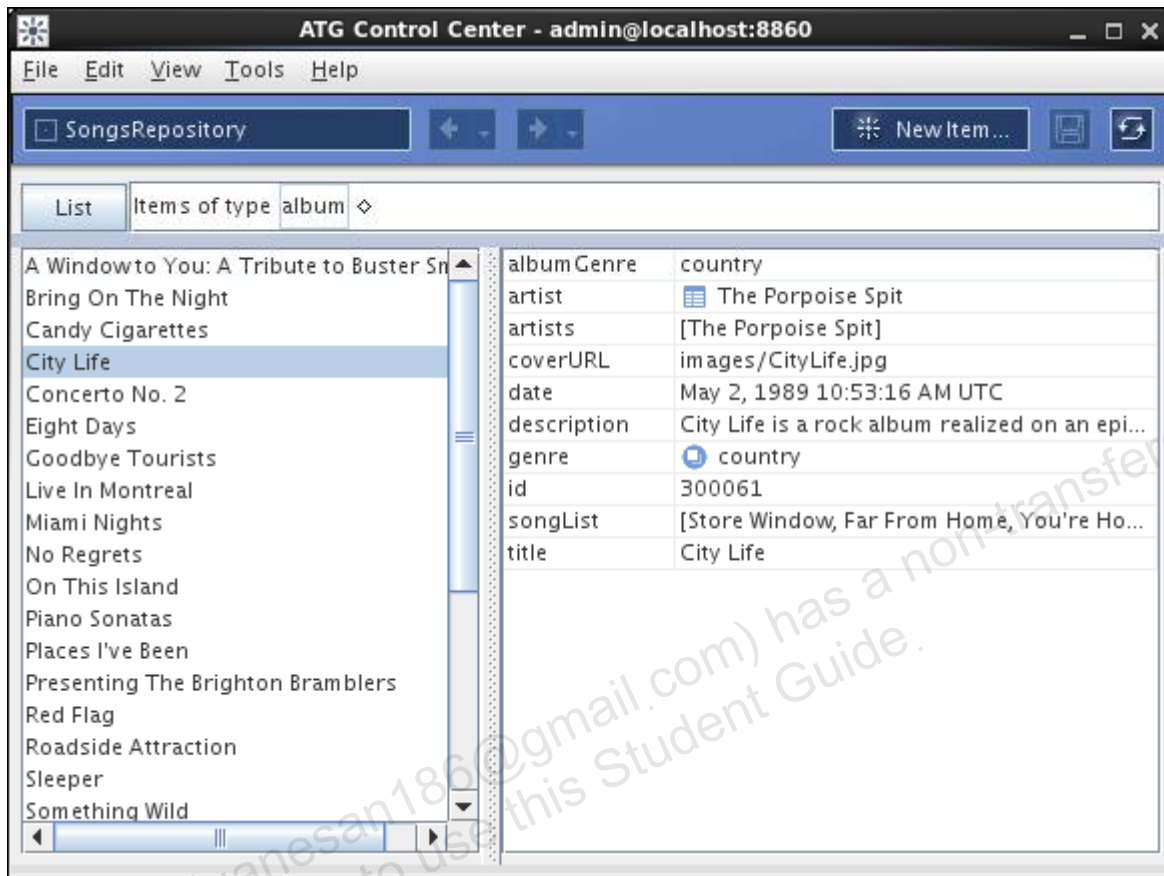 ATG Control Center - admin@localhost:8860
File Edit View Tools Help
SongsRepository
New Item...
List Items of type album
A Window to You: A Tribute to Buster Sn
Bring On The Night
Candy Cigarettes
City Life
Concerto No. 2
Eight Days
Goodbye Tourists
Live In Montreal
Miami Nights
No Regrets
On This Island
Piano Sonatas
Places I've Been
Presenting The Brighton Bramblers
Red Flag
Roadside Attraction
Sleeper
Something Wild
albumGenre country
artist The Porpoise Spit
artists [The Porpoise Spit]
coverURL images/CityLife.jpg
date May 2, 1989 10:53:16 AM UTC
description City Life is a rock album realized on an epi...
genre country
id 300061
songList [Store Window, Far From Home, You're Ho...
title City Life
anesan186@gmail.com) has a non-transfer
to use this Student Guide.